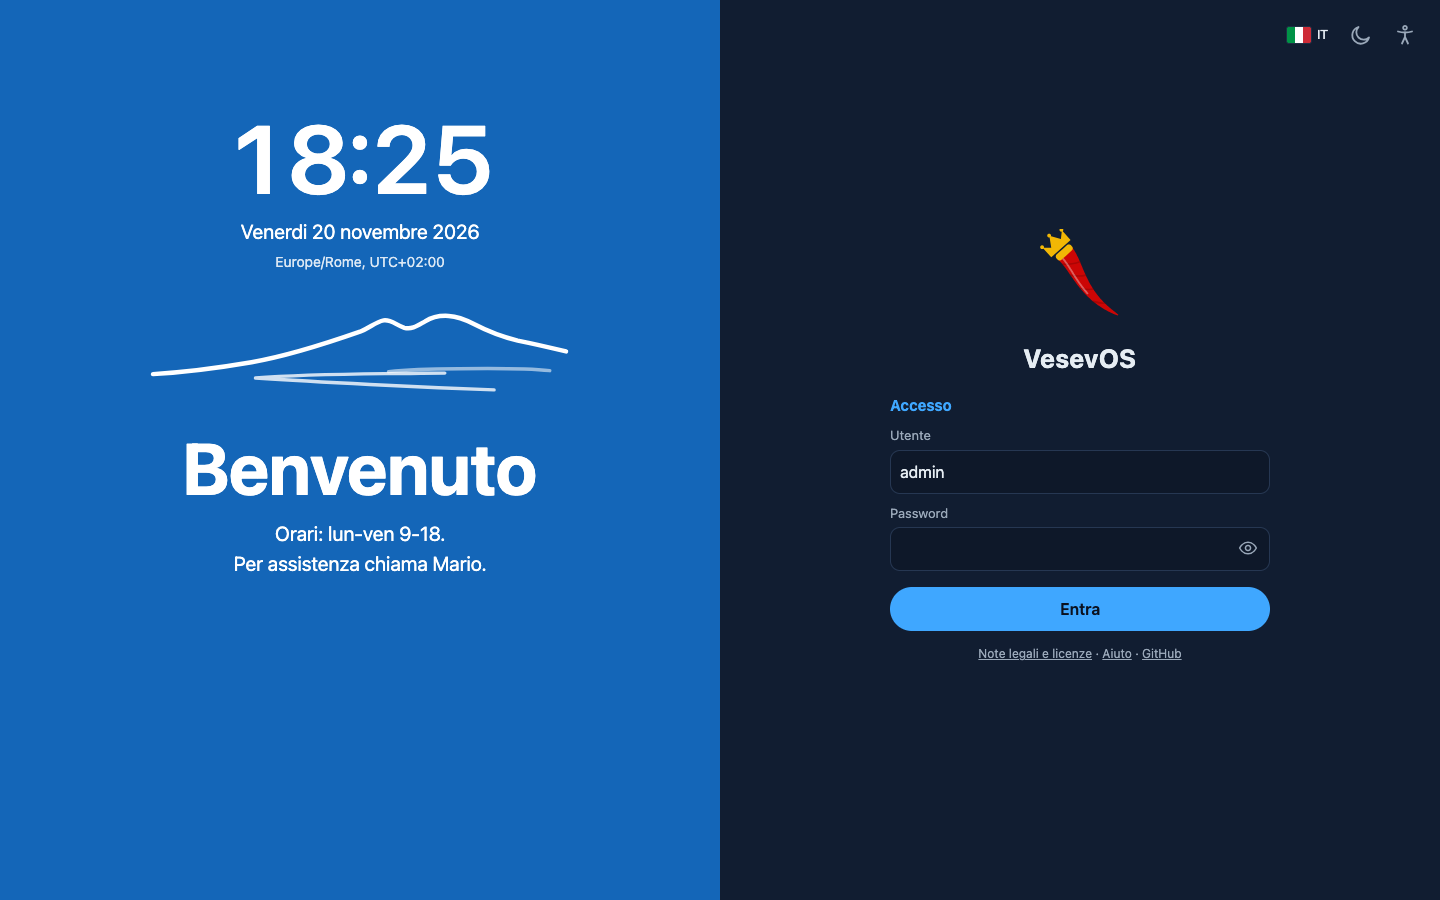 18:25
Venerdi 20 novembre 2026
Europe/Rome, UTC+02:00
Benvenuto
Orari: lun-ven 9-18.
Per assistenza chiama Mario.
IT
VesevOS
Accesso
Utente
admin
Password
Entra
Note legali e licenze · Aiuto · GitHub